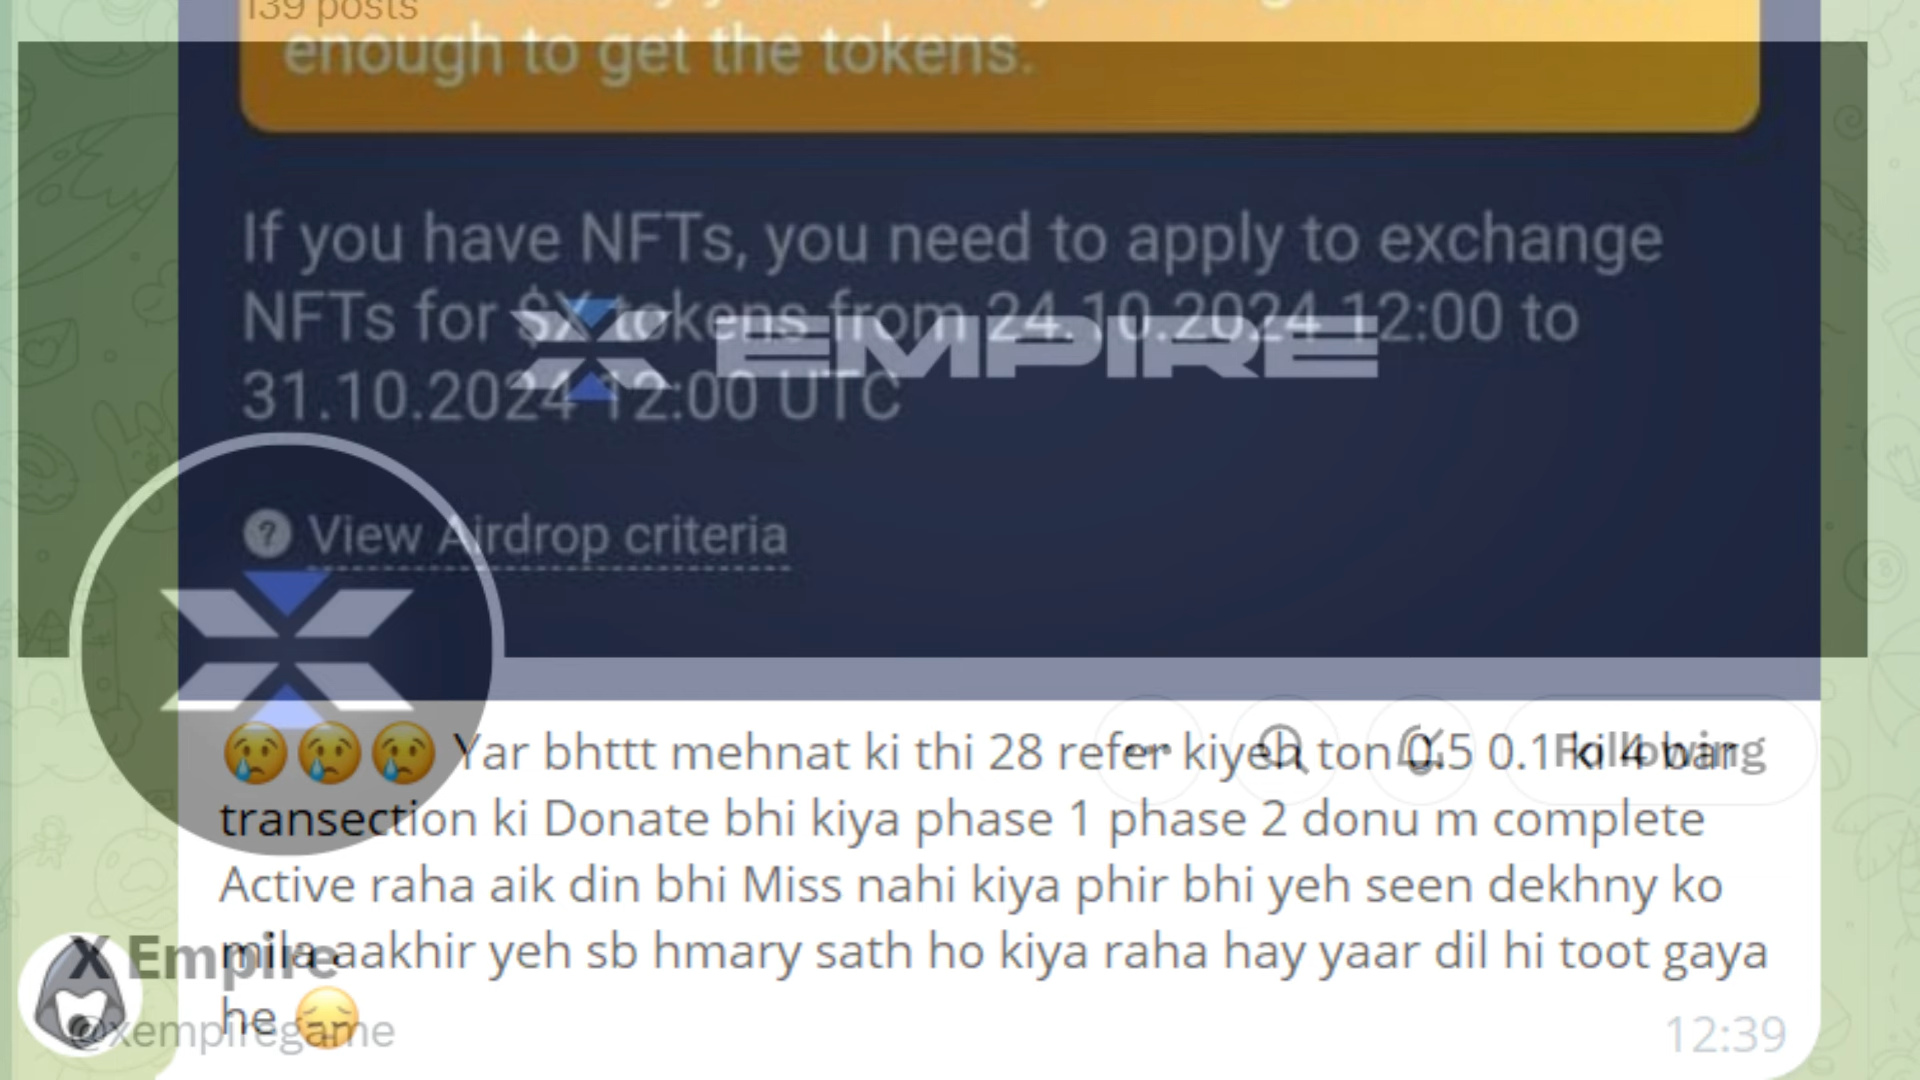 139 posts
enough to get the tokens.
If you have NFTs, you need to apply to exchange
NFTs for $X tokens from 24.10.2024 12:00 to
EMPIRE
31.10.2024 12:00 UTC
? View Airdrop criteria
😢😢😢 Yar bhttt mehnat ki thi 28 refer kiyeh ton 0.5 0.1 ki 4 bar
Following
transection ki Donate bhi kiya phase 1 phase 2 donu m complete
Active raha aik din bhi Miss nahi kiya phir bhi yeh seen dekhny ko
mila aakhir yeh sb hmary sath ho kiya raha hay yaar dil hi toot gaya
X Empire
he 😔
@xempiregame
12:39